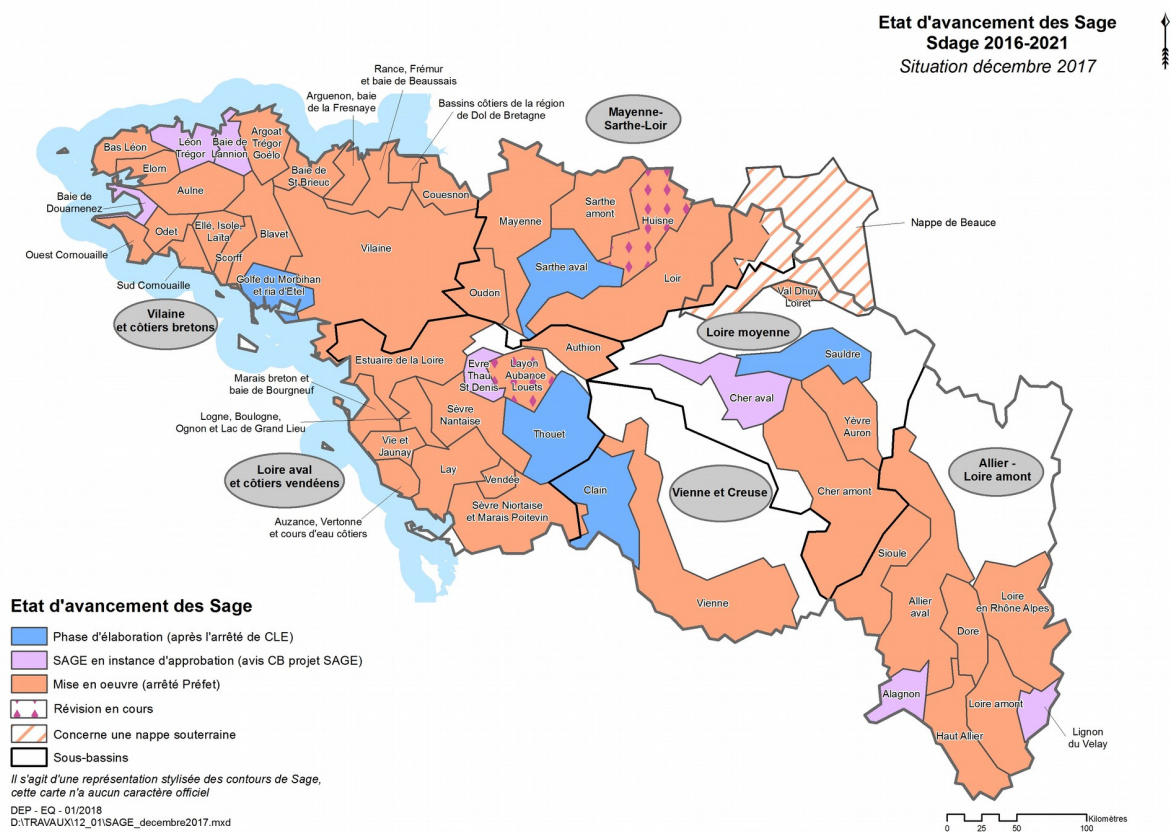 Etat d'avancement des Sage
Sdage 2016-2021
Situation décembre 2017
Rance, Frémur
et baie de Beaussais
Arguenon, baie
de la Fresnaye
Bassins côtiers de la région
de Dol de Bretagne
Mayenne-
Sarthe-Loir
Bas Léon
Léon
Trégor
Baie de
Lannion
Argoat
Trégor
Goëlo
Elorn
Baie de
St Brieuc
Aulne
Couesnon
Baie de
Douarnenez
Mayenne
Sarthe
amont
Huisne
Nappe de Beauce
Odet
Ellé, Isole,
Laïta
Blavet
Vilaine
Ouest Cornouaille
Scorff
Sarthe aval
Loir
Sud Cornouaille
Golfe du Morbihan
et ria d'Etel
Oudon
Val Dhuy
Loiret
Vilaine
et côtiers bretons
Loire moyenne
Authion
Sauldre
Estuaire de la Loire
Evre
Thau
St Denis
Layon
Aubance
Louets
Marais breton et
baie de Bourgneuf
Cher aval
Logne, Boulogne,
Ognon et Lac de Grand Lieu
Sèvre
Nantaise
Yèvre
Auron
Thouet
Vie et
Jaunay
Loire aval
et côtiers vendéens
Lay
Vendée
Clain
Vienne et Creuse
Cher amont
Allier -
Loire amont
Sèvre Niortaise
et Marais Poitevin
Auzance, Vertonne
et cours d'eau côtiers
Sioule
Vienne
Allier
aval
Loire
en Rhône Alpes
Dore
Alagnon
Loire amont
Haut Allier
Lignon
du Velay
Etat d'avancement des Sage
Phase d'élaboration (après l'arrêté de CLE)
SAGE en instance d'approbation (avis CB projet SAGE)
Mise en oeuvre (arrêté Préfet)
Révision en cours
Concerne une nappe souterraine
Sous-bassins
Il s'agit d'une représentation stylisée des contours de Sage,
cette carte n'a aucun caractère officiel
DEP - EQ - 01/2018
D:\TRAVAUX\12_01\SAGE_decembre2017.mxd
Kilomètres
0 25 50 100